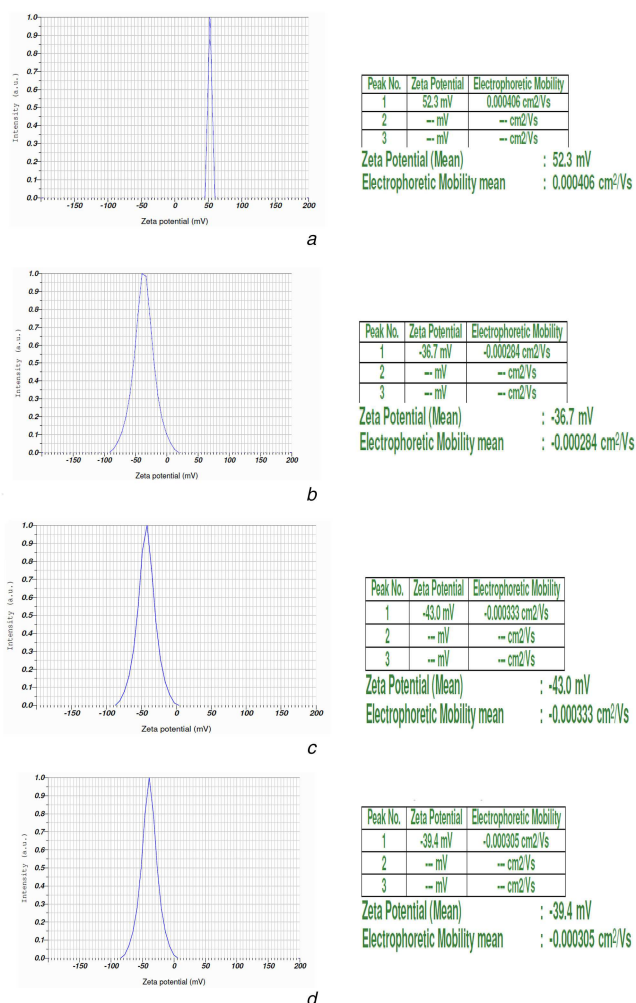 1.0
0.9
0.8
0.7
0.6
0.5
0.4
0.3
0.2
0.1
0.0
Intensity (a.u.)
-150 -100 -50 0 50 100 150 200
Zeta potential (mV)
Peak No. Zeta Potential Electrophoretic Mobility
1 52.3 mV 0.000406 cm2/Vs
2 --- mV --- cm2/Vs
3 --- mV --- cm2/Vs
Zeta Potential (Mean) : 52.3 mV
Electrophoretic Mobility mean : 0.000406 cm²/Vs
a
1.0
0.9
0.8
0.7
0.6
0.5
0.4
0.3
0.2
0.1
0.0
Intensity (a.u.)
-150 -100 -50 0 50 100 150 200
Zeta potential (mV)
Peak No. Zeta Potential Electrophoretic Mobility
1 -36.7 mV -0.000284 cm2/Vs
2 --- mV --- cm2/Vs
3 --- mV --- cm2/Vs
Zeta Potential (Mean) : -36.7 mV
Electrophoretic Mobility mean : -0.000284 cm²/Vs
b
1.0
0.9
0.8
0.7
0.6
0.5
0.4
0.3
0.2
0.1
0.0
Intensity (a.u.)
-150 -100 -50 0 50 100 150 200
Zeta potential (mV)
Peak No. Zeta Potential Electrophoretic Mobility
1 -43.0 mV -0.000333 cm2/Vs
2 --- mV --- cm2/Vs
3 --- mV --- cm2/Vs
Zeta Potential (Mean) : -43.0 mV
Electrophoretic Mobility mean : -0.000333 cm²/Vs
c
1.0
0.9
0.8
0.7
0.6
0.5
0.4
0.3
0.2
0.1
0.0
Intensity (a.u.)
-150 -100 -50 0 50 100 150 200
Zeta potential (mV)
Peak No. Zeta Potential Electrophoretic Mobility
1 -39.4 mV -0.000305 cm2/Vs
2 --- mV --- cm2/Vs
3 --- mV --- cm2/Vs
Zeta Potential (Mean) : -39.4 mV
Electrophoretic Mobility mean : -0.000305 cm²/Vs
d